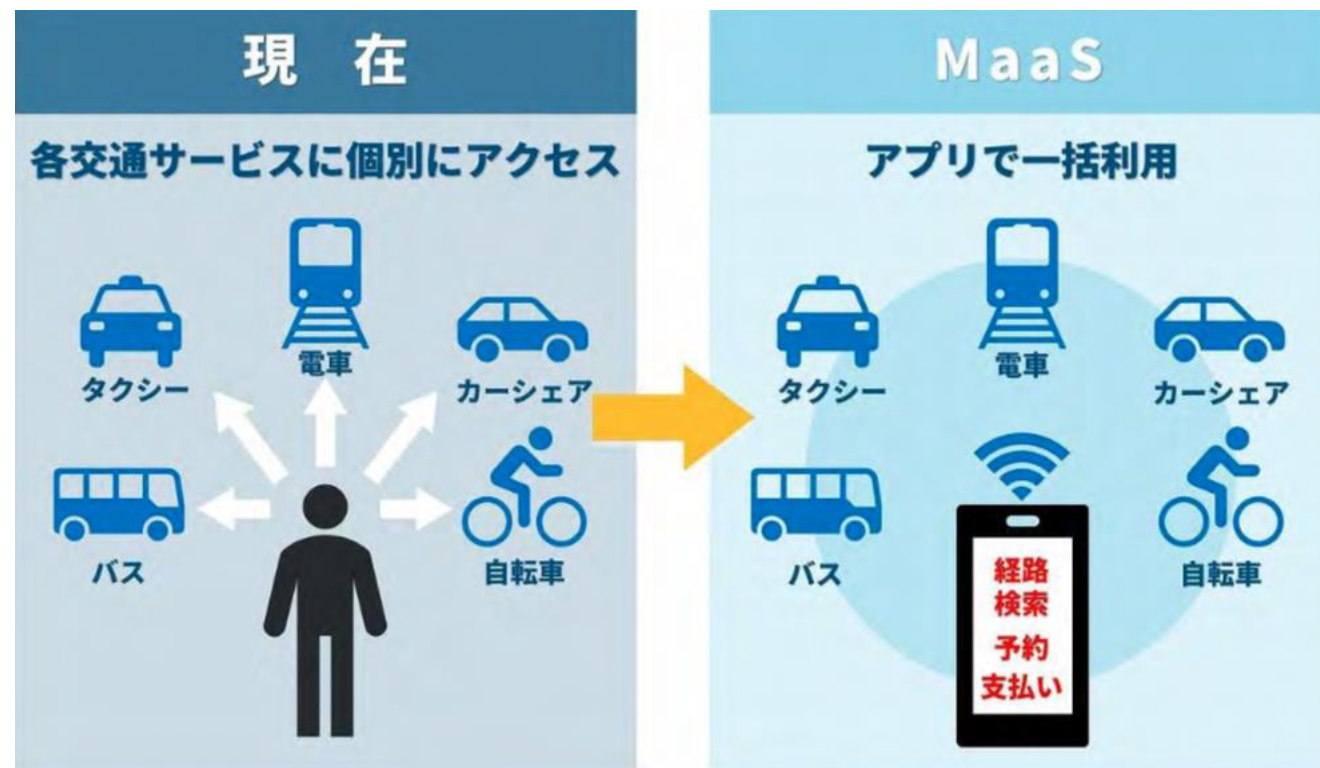 現 在
各交通サービスに個別にアクセス
電車
タクシー
カーシェア
バス
自転車
MaaS
アプリで一括利用
電車
タクシー
カーシェア
バス
自転車
経路
検索
予約
支払い